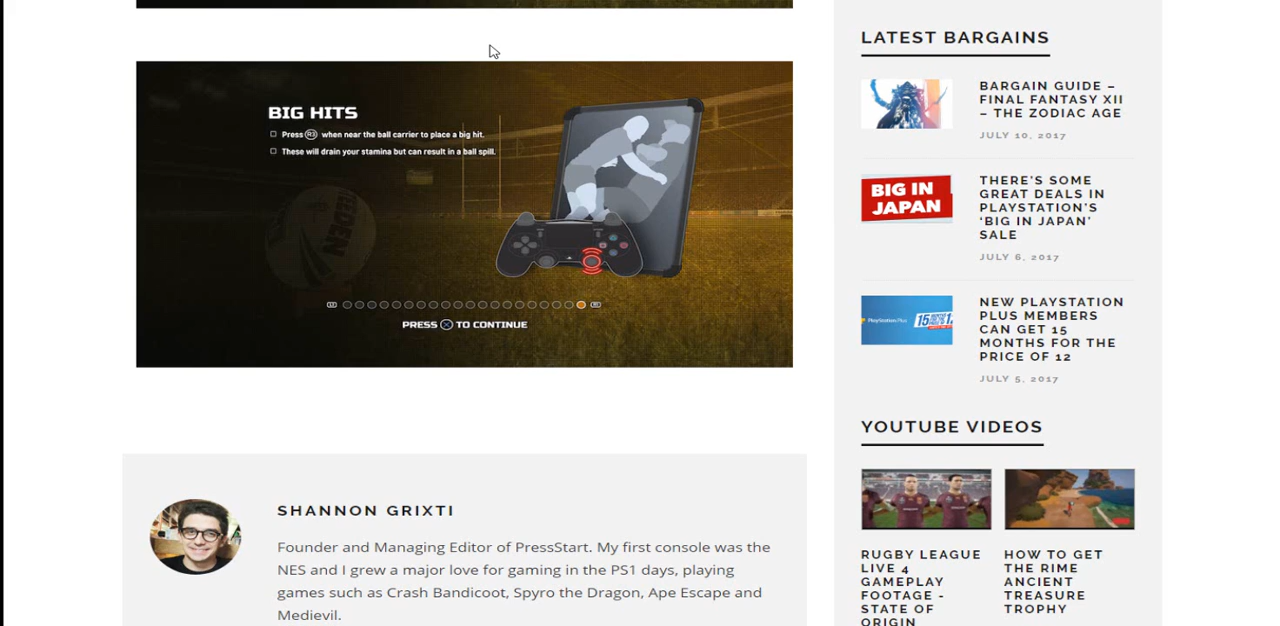 BIG HITS
Press R3 when near the ball carrier to place a big hit.
These will drain your stamina but can result in a ball spill.
PRESS X TO CONTINUE
SHANNON GRIXTI
Founder and Managing Editor of PressStart. My first console was the
NES and I grew a major love for gaming in the PS1 days, playing
games such as Crash Bandicoot, Spyro the Dragon, Ape Escape and
Medievil.
LATEST BARGAINS
BARGAIN GUIDE –
FINAL FANTASY XII
– THE ZODIAC AGE
JULY 10, 2017
BIG IN
JAPAN
THERE'S SOME
GREAT DEALS IN
PLAYSTATION'S
‘BIG IN JAPAN’
SALE
JULY 6, 2017
PlayStation Plus
NEW PLAYSTATION
PLUS MEMBERS
CAN GET 15
MONTHS FOR THE
PRICE OF 12
JULY 5, 2017
YOUTUBE VIDEOS
RUGBY LEAGUE
LIVE 4
GAMEPLAY
FOOTAGE -
STATE OF
ORIGIN
HOW TO GET
THE RIME
ANCIENT
TREASURE
TROPHY